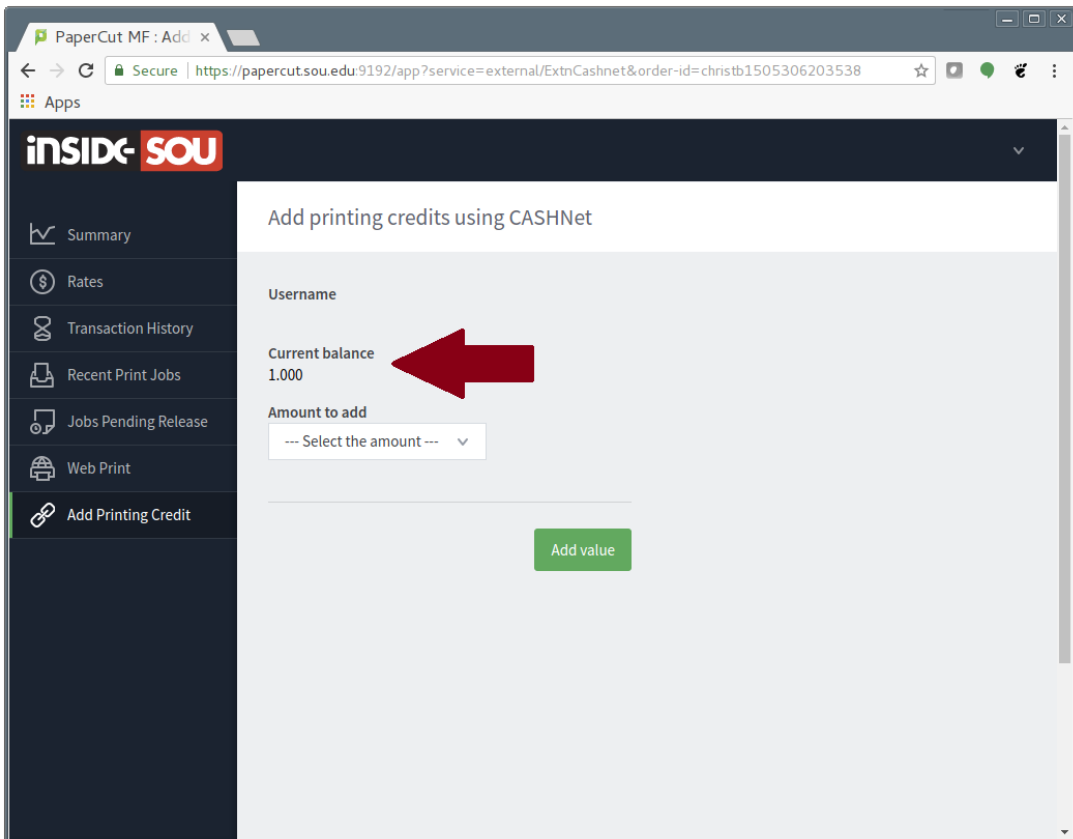 PaperCut MF : Add
Secure | https://papercut.sou.edu:9192/app?service=external/ExtnCashnet&order-id=christb1505306203538
Apps
INSIDE SOU
Add printing credits using CASHNet
Summary
Rates
Transaction History
Recent Print Jobs
Jobs Pending Release
Web Print
Add Printing Credit
Username
Current balance
1.000
Amount to add
--- Select the amount ---
Add value